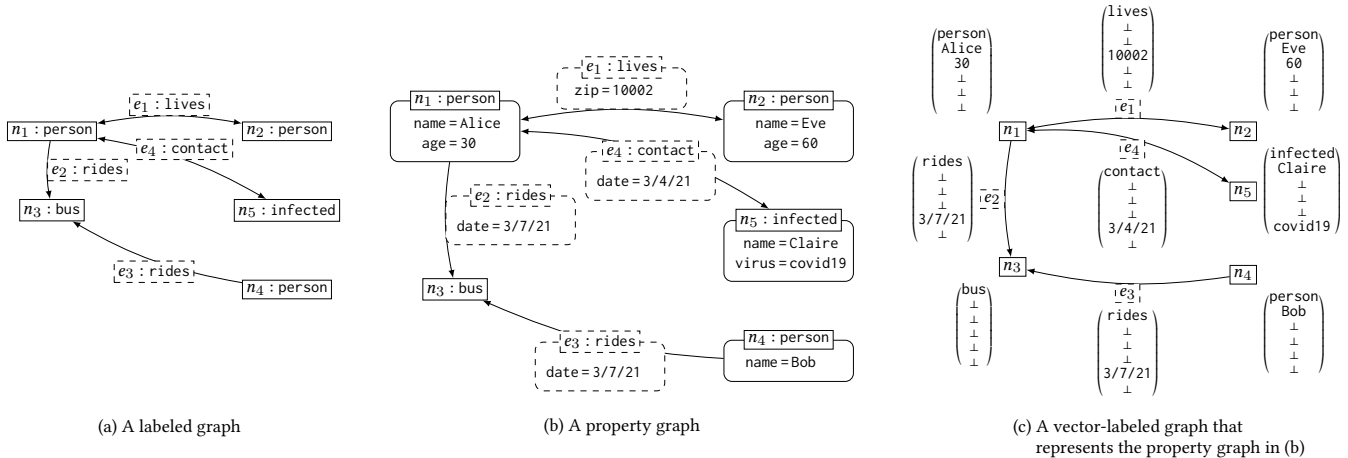 e1 : lives
n1 : person
n2 : person
e4 : contact
e2 : rides
n3 : bus
n5 : infected
e3 : rides
n4 : person
(a) A labeled graph
e1 : lives
zip = 10002
n1 : person
name = Alice
age = 30
n2 : person
name = Eve
age = 60
e4 : contact
date = 3/4/21
e2 : rides
date = 3/7/21
n5 : infected
name = Claire
virus = covid19
n3 : bus
e3 : rides
date = 3/7/21
n4 : person
name = Bob
(b) A property graph
person
Alice
30
⊥
⊥
⊥
lives
⊥
⊥
10002
⊥
⊥
person
Eve
60
⊥
⊥
⊥
e1
n1
n2
e4
rides
⊥
⊥
⊥
3/7/21
⊥
e2
contact
⊥
⊥
⊥
3/4/21
⊥
n5
infected
Claire
⊥
⊥
⊥
covid19
n3
n4
e3
bus
⊥
⊥
⊥
⊥
⊥
rides
⊥
⊥
⊥
3/7/21
⊥
person
Bob
⊥
⊥
⊥
⊥
(c) A vector-labeled graph that
represents the property graph in (b)